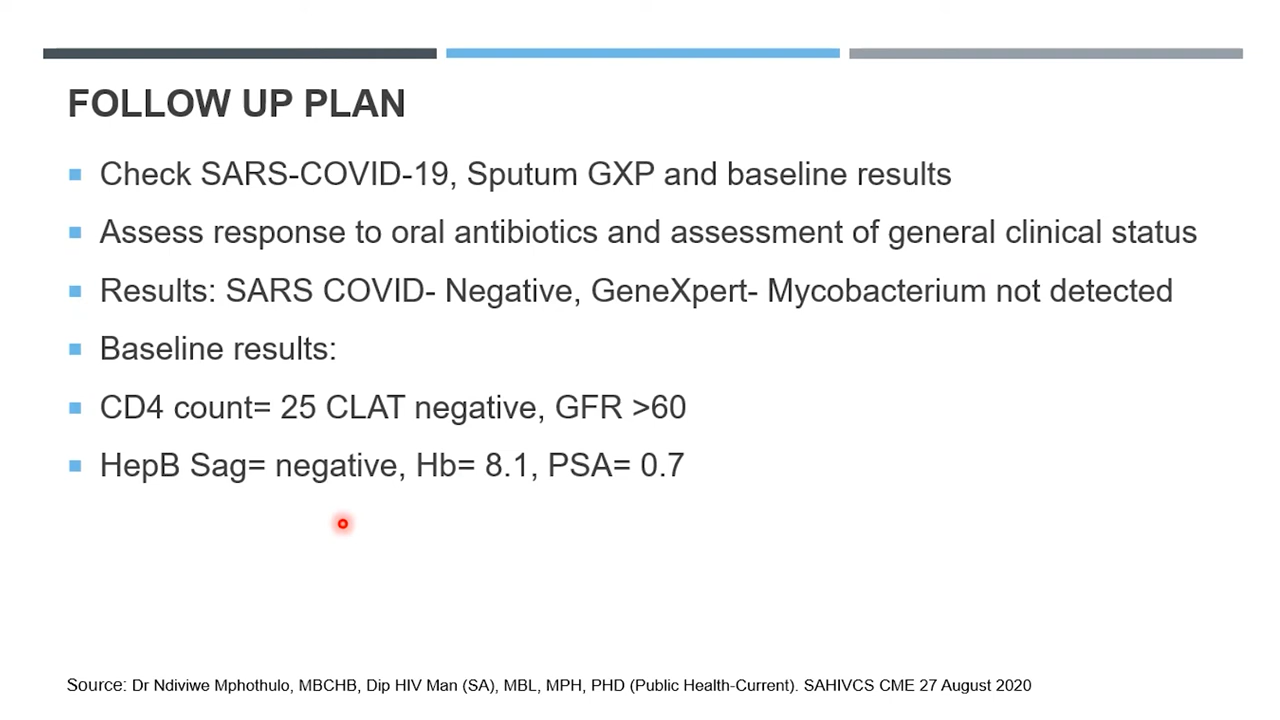 FOLLOW UP PLAN
Check SARS-COVID-19, Sputum GXP and baseline results
Assess response to oral antibiotics and assessment of general clinical status
Results: SARS COVID- Negative, GeneXpert- Mycobacterium not detected
Baseline results:
CD4 count= 25 CLAT negative, GFR >60
HepB Sag= negative, Hb= 8.1, PSA= 0.7
Source: Dr Ndiviwe Mphothulo, MBCHB, Dip HIV Man (SA), MBL, MPH, PHD (Public Health-Current). SAHIVCS CME 27 August 2020